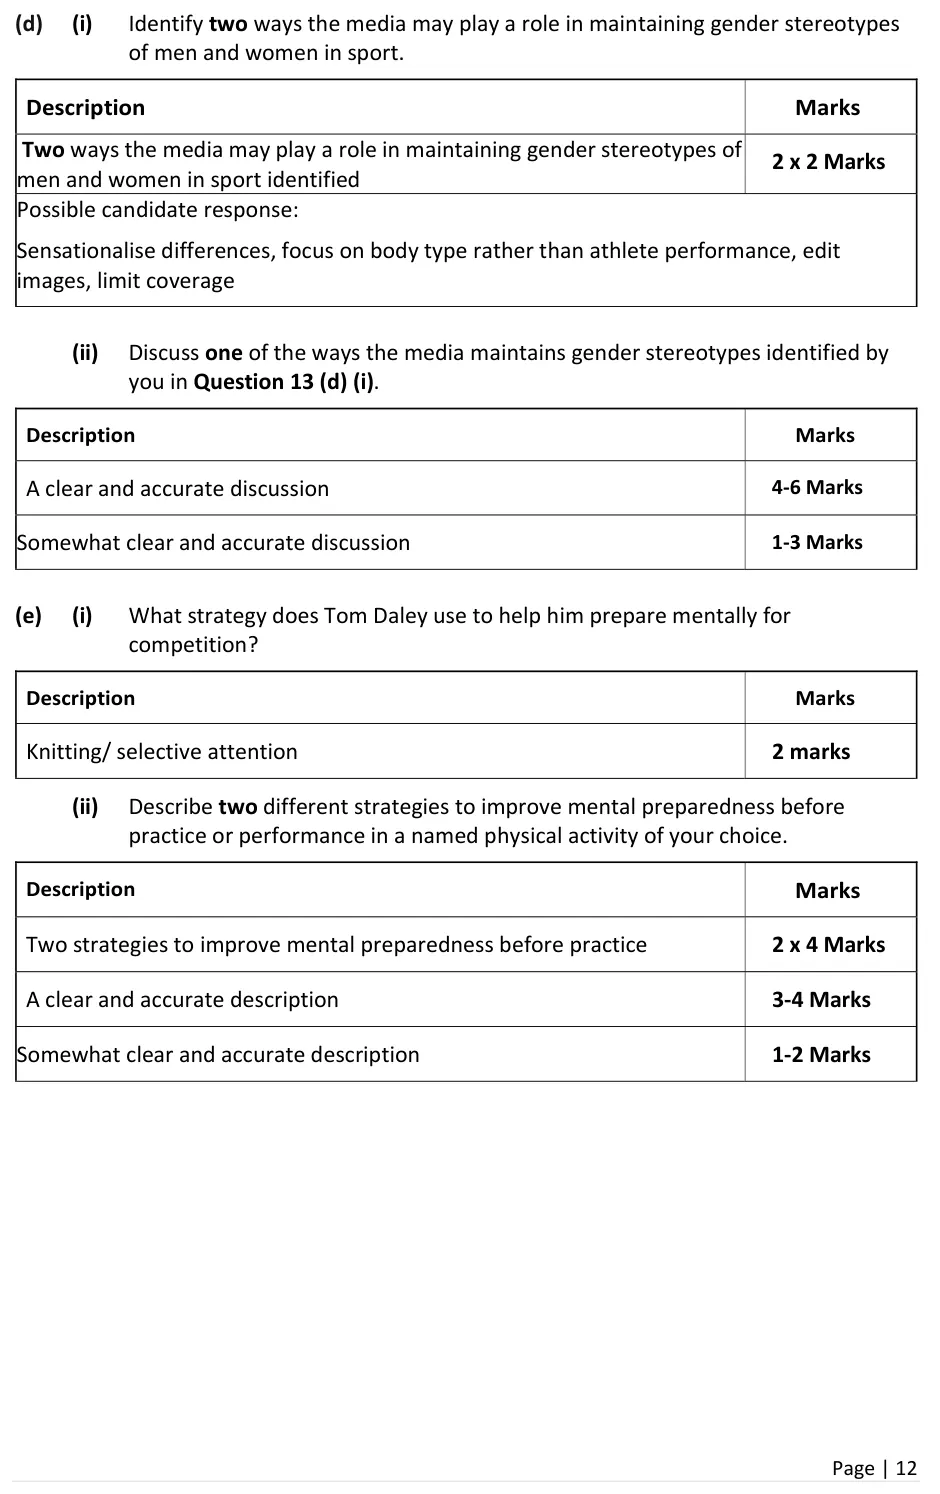 (d) (i) Identify two ways the media may play a role in maintaining gender stereotypes
of men and women in sport.
Description Marks
Two ways the media may play a role in maintaining gender stereotypes of
men and women in sport identified
2 x 2 Marks
Possible candidate response:
Sensationalise differences, focus on body type rather than athlete performance, edit
images, limit coverage
(ii) Discuss one of the ways the media maintains gender stereotypes identified by
you in Question 13 (d) (i).
Description Marks
A clear and accurate discussion 4-6 Marks
Somewhat clear and accurate discussion 1-3 Marks
(e) (i) What strategy does Tom Daley use to help him prepare mentally for
competition?
Description Marks
Knitting/ selective attention 2 marks
(ii) Describe two different strategies to improve mental preparedness before
practice or performance in a named physical activity of your choice.
Description Marks
Two strategies to improve mental preparedness before practice 2 x 4 Marks
A clear and accurate description 3-4 Marks
Somewhat clear and accurate description 1-2 Marks
Page | 12